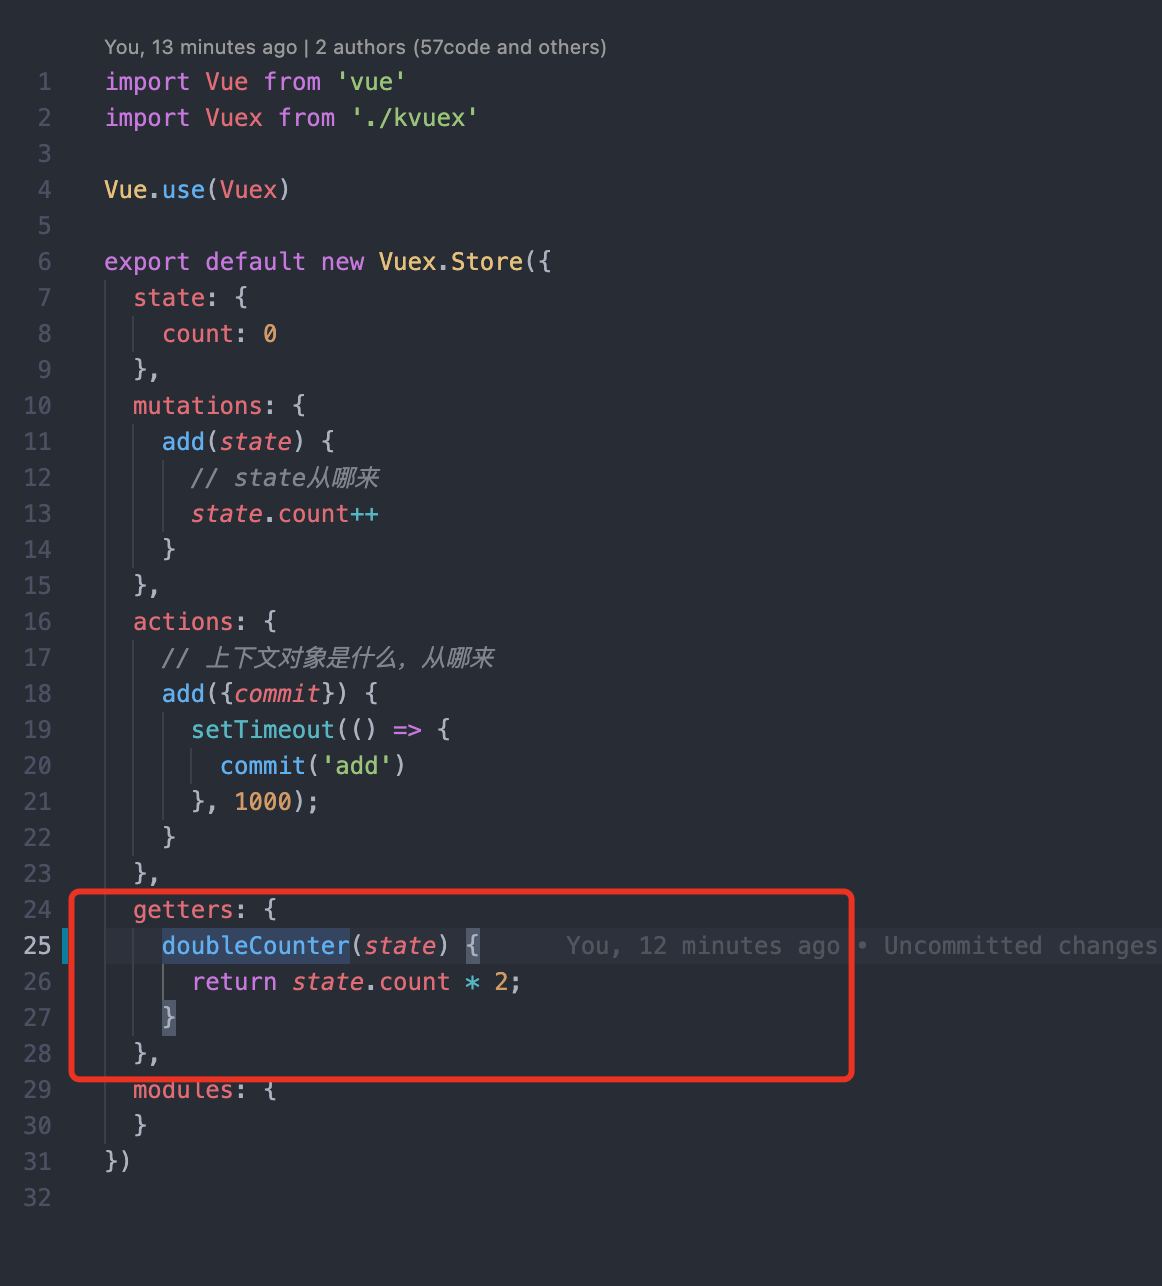 You, 13 minutes ago | 2 authors (57code and others)
1 import Vue from 'vue'
2 import Vuex from './kvuex'
3
4 Vue.use(Vuex)
5
6 export default new Vuex.Store({
7 state: {
8 count: 0
9 },
10 mutations: {
11 add(state) {
12 // state从哪来
13 state.count++
14 }
15 },
16 actions: {
17 // 上下文对象是什么，从哪来
18 add({commit}) {
19 setTimeout(() => {
20 commit('add')
21 }, 1000);
22 }
23 },
24 getters: {
25 doubleCounter(state) { You, 12 minutes ago • Uncommitted changes
26 return state.count * 2;
27 }
28 },
29 modules: {
30 }
31 })
32